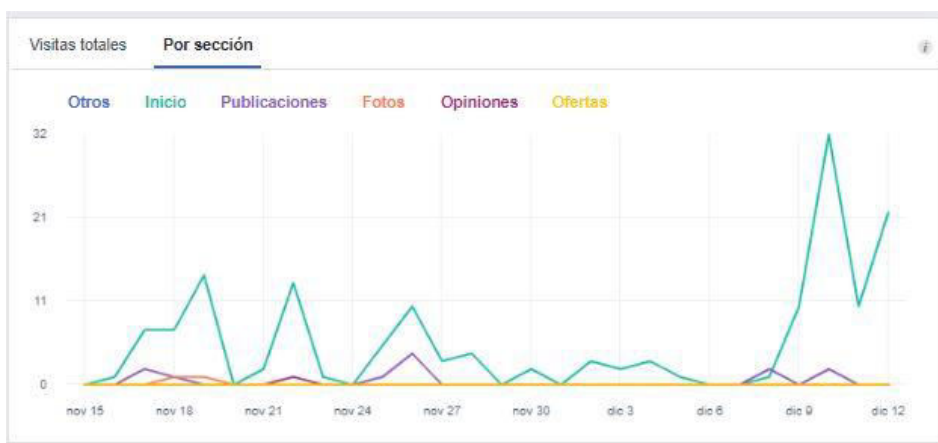 Visitas totales Por sección i
Otros Inicio Publicaciones Fotos Opiniones Ofertas
32
21
11
0
nov 15 nov 18 nov 21 nov 24 nov 27 nov 30 dic 3 dic 6 dic 9 dic 12